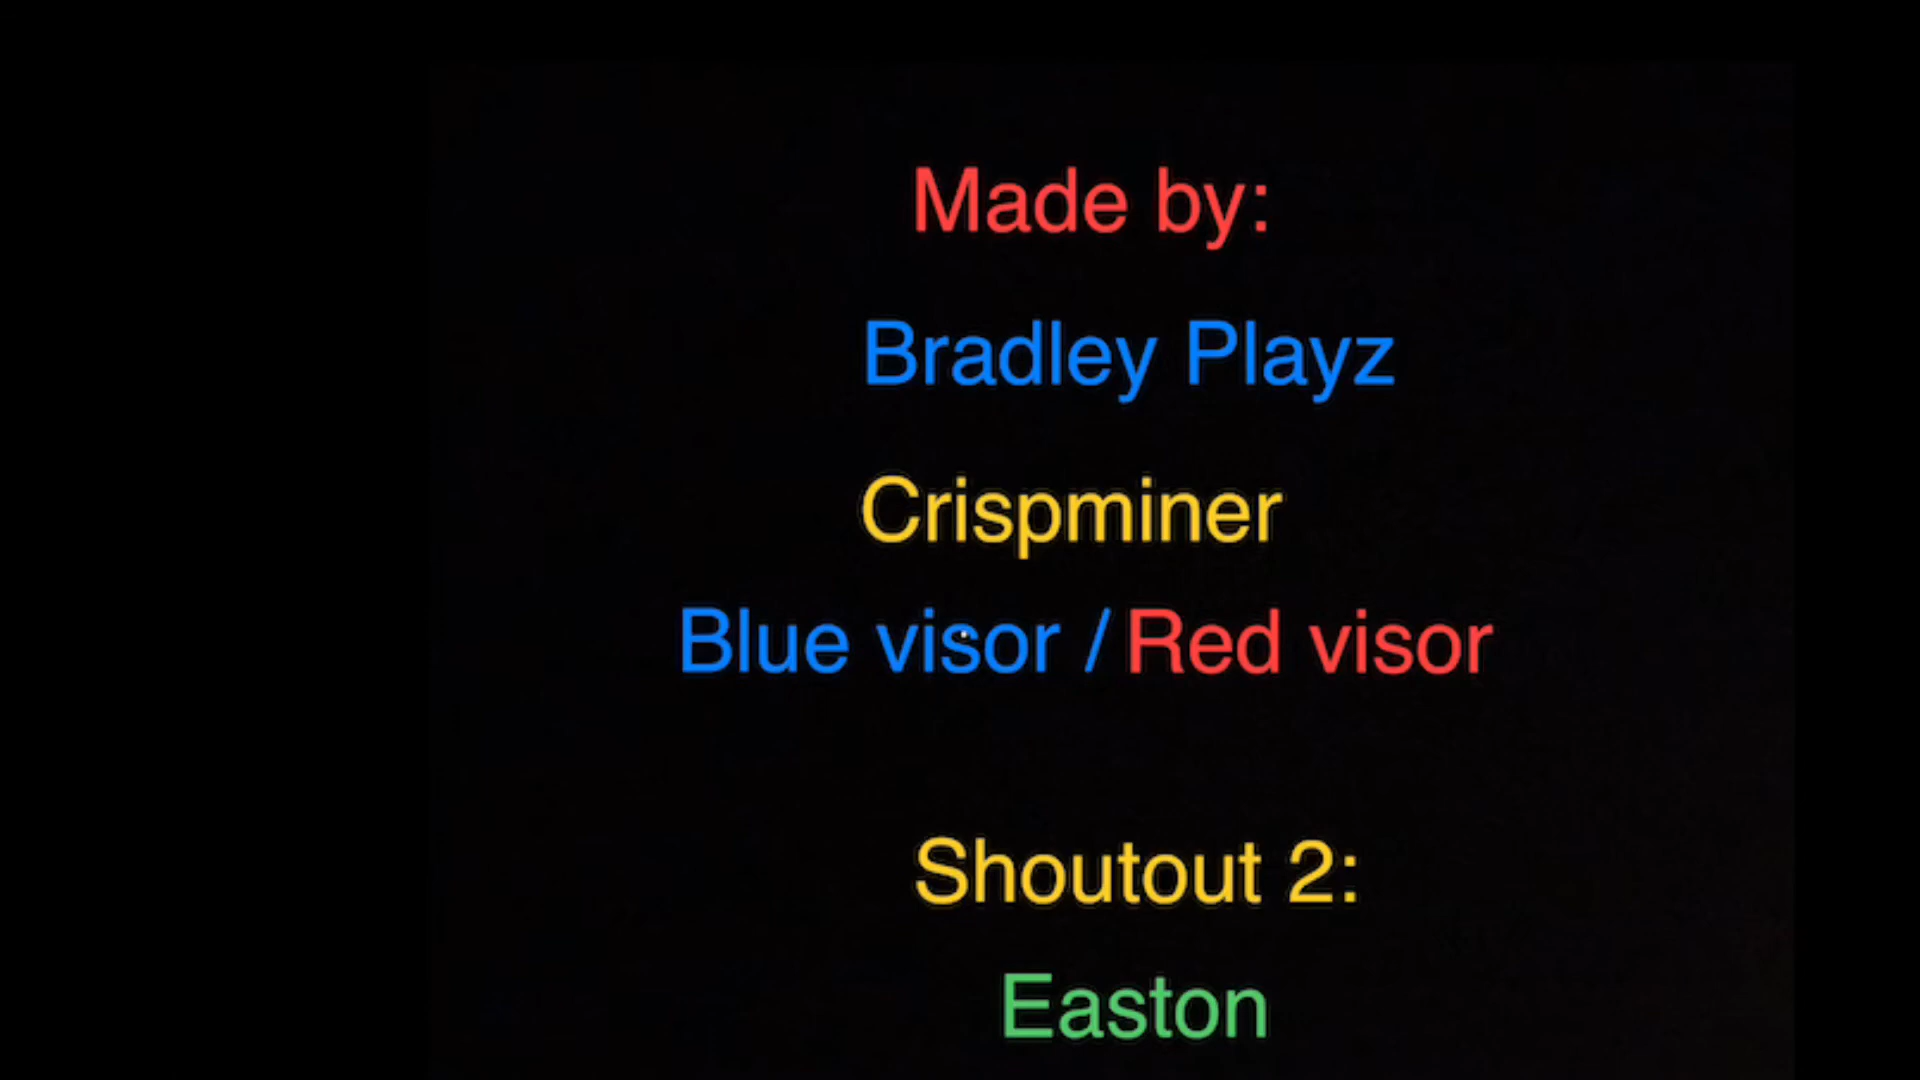 Made by:
Bradley Playz
Crispminer
Blue visor / Red visor
Shoutout 2:
Easton